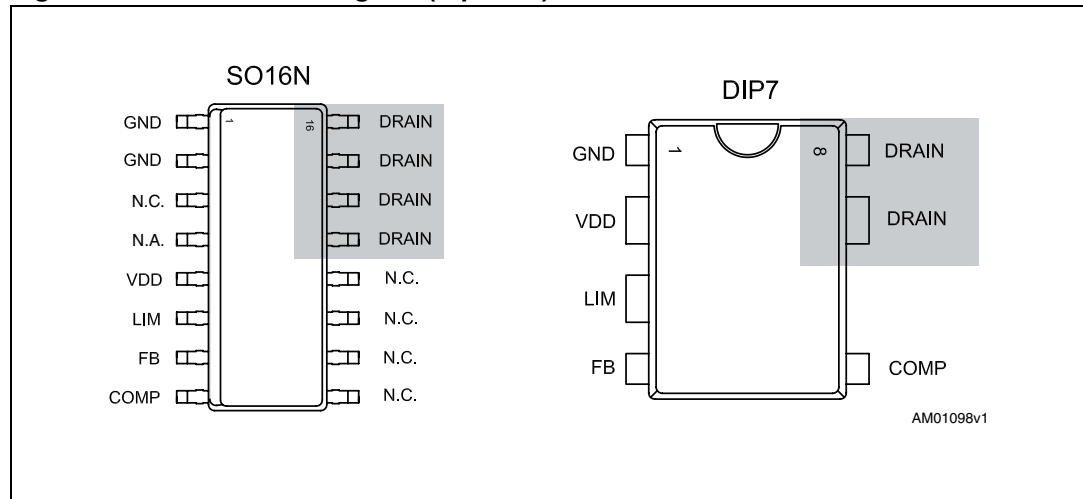 SO16N
GND 1 16 DRAIN
GND DRAIN
N.C. DRAIN
N.A. DRAIN
VDD N.C.
LIM N.C.
FB N.C.
COMP N.C.
DIP7
GND 1 8 DRAIN
VDD DRAIN
LIM
FB COMP
AM01098v1